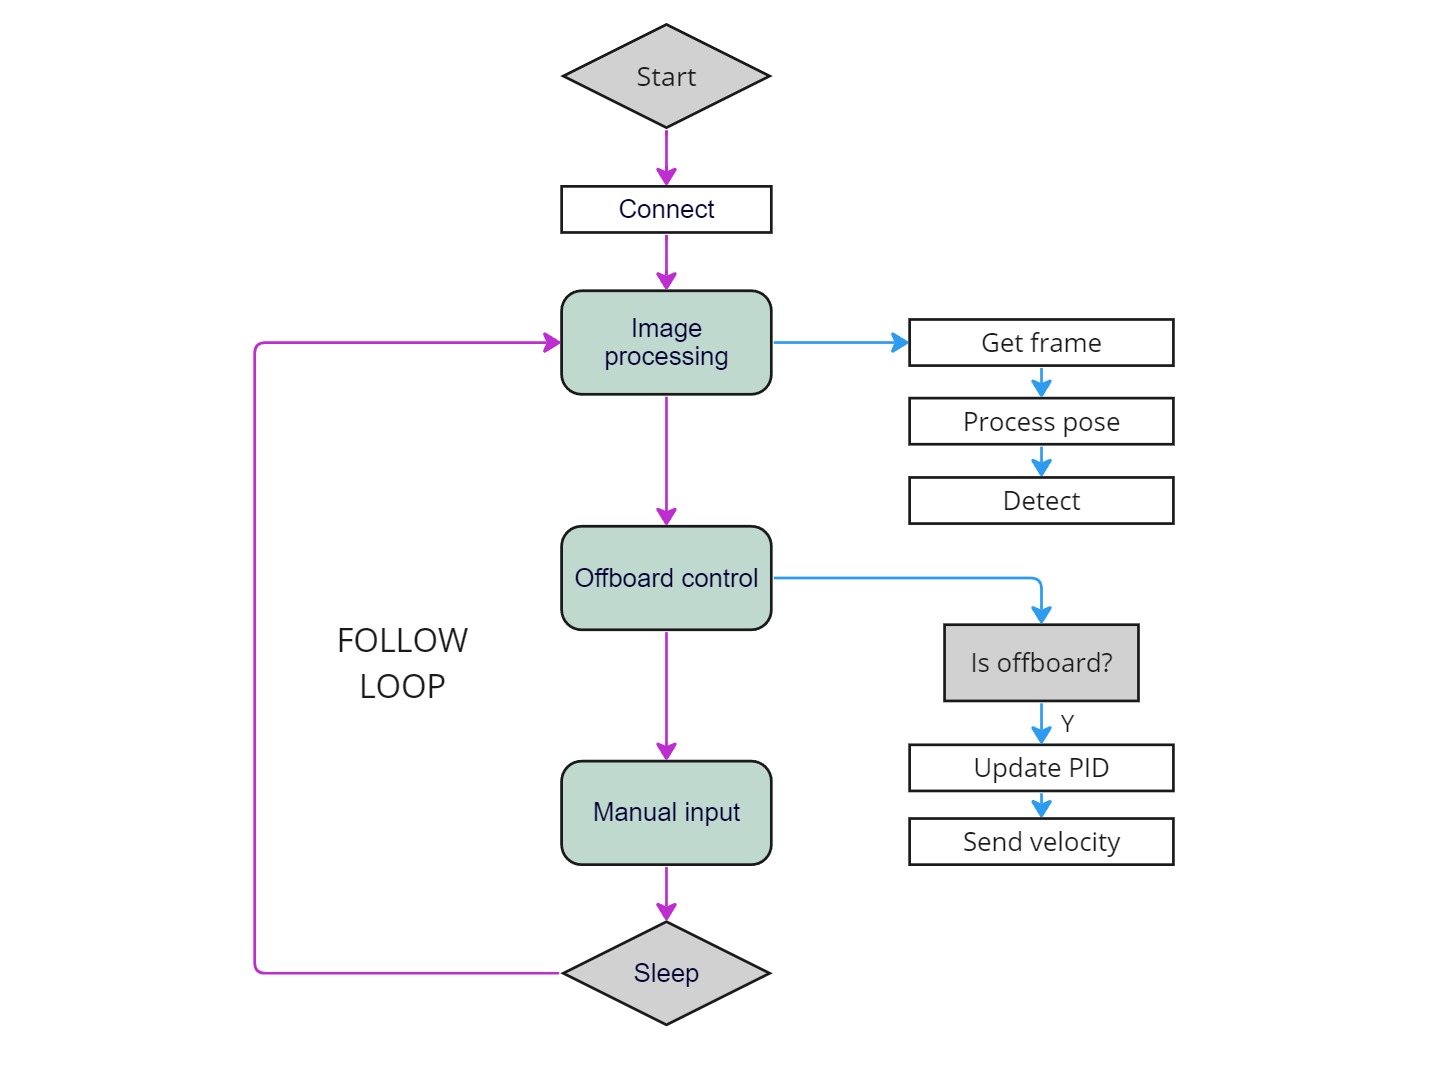 Start
Connect
Image
processing
Get frame
Process pose
Detect
Offboard control
Is offboard?
FOLLOW
LOOP
Y
Update PID
Manual input
Send velocity
Sleep